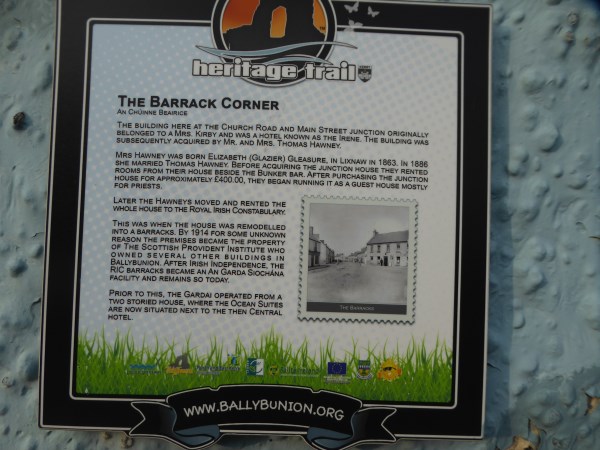 heritage trail
THE BARRACK CORNER
AN CHÚINNE BEAIRICE
THE BUILDING HERE AT THE CHURCH ROAD AND MAIN STREET JUNCTION ORIGINALLY
BELONGED TO A MRS. KIRBY AND WAS A HOTEL KNOWN AS THE IRENE. THE BUILDING WAS
SUBSEQUENTLY ACQUIRED BY MR. AND MRS. THOMAS HAWNEY.
MRS HAWNEY WAS BORN ELIZABETH (GLAZIER) GLEASURE, IN LIXNAW IN 1863. IN 1886
SHE MARRIED THOMAS HAWNEY. BEFORE ACQUIRING THE JUNCTION HOUSE THEY RENTED
ROOMS FROM THEIR HOUSE BESIDE THE BUNKER BAR. AFTER PURCHASING THE JUNCTION
HOUSE FOR APPROXIMATELY £400.00, THEY BEGAN RUNNING IT AS A GUEST HOUSE MOSTLY
FOR PRIESTS.
LATER THE HAWNEYS MOVED AND RENTED THE
WHOLE HOUSE TO THE ROYAL IRISH CONSTABULARY.
THIS WAS WHEN THE HOUSE WAS REMODELLED
INTO A BARRACKS. BY 1914 FOR SOME UNKNOWN
REASON THE PREMISES BECAME THE PROPERTY
OF THE SCOTTISH PROVIDENT INSTITUTE WHO
OWNED SEVERAL OTHER BUILDINGS IN
BALLYBUNION. AFTER IRISH INDEPENDENCE, THE
RIC BARRACKS BECAME AN AN GARDA SIOCHÁNA
FACILITY AND REMAINS SO TODAY.
PRIOR TO THIS, THE GARDAI OPERATED FROM A
TWO STORIED HOUSE, WHERE THE OCEAN SUITES
ARE NOW SITUATED NEXT TO THE THEN CENTRAL
HOTEL.
THE BARRACKS
WWW.BALLYBUNION.ORG